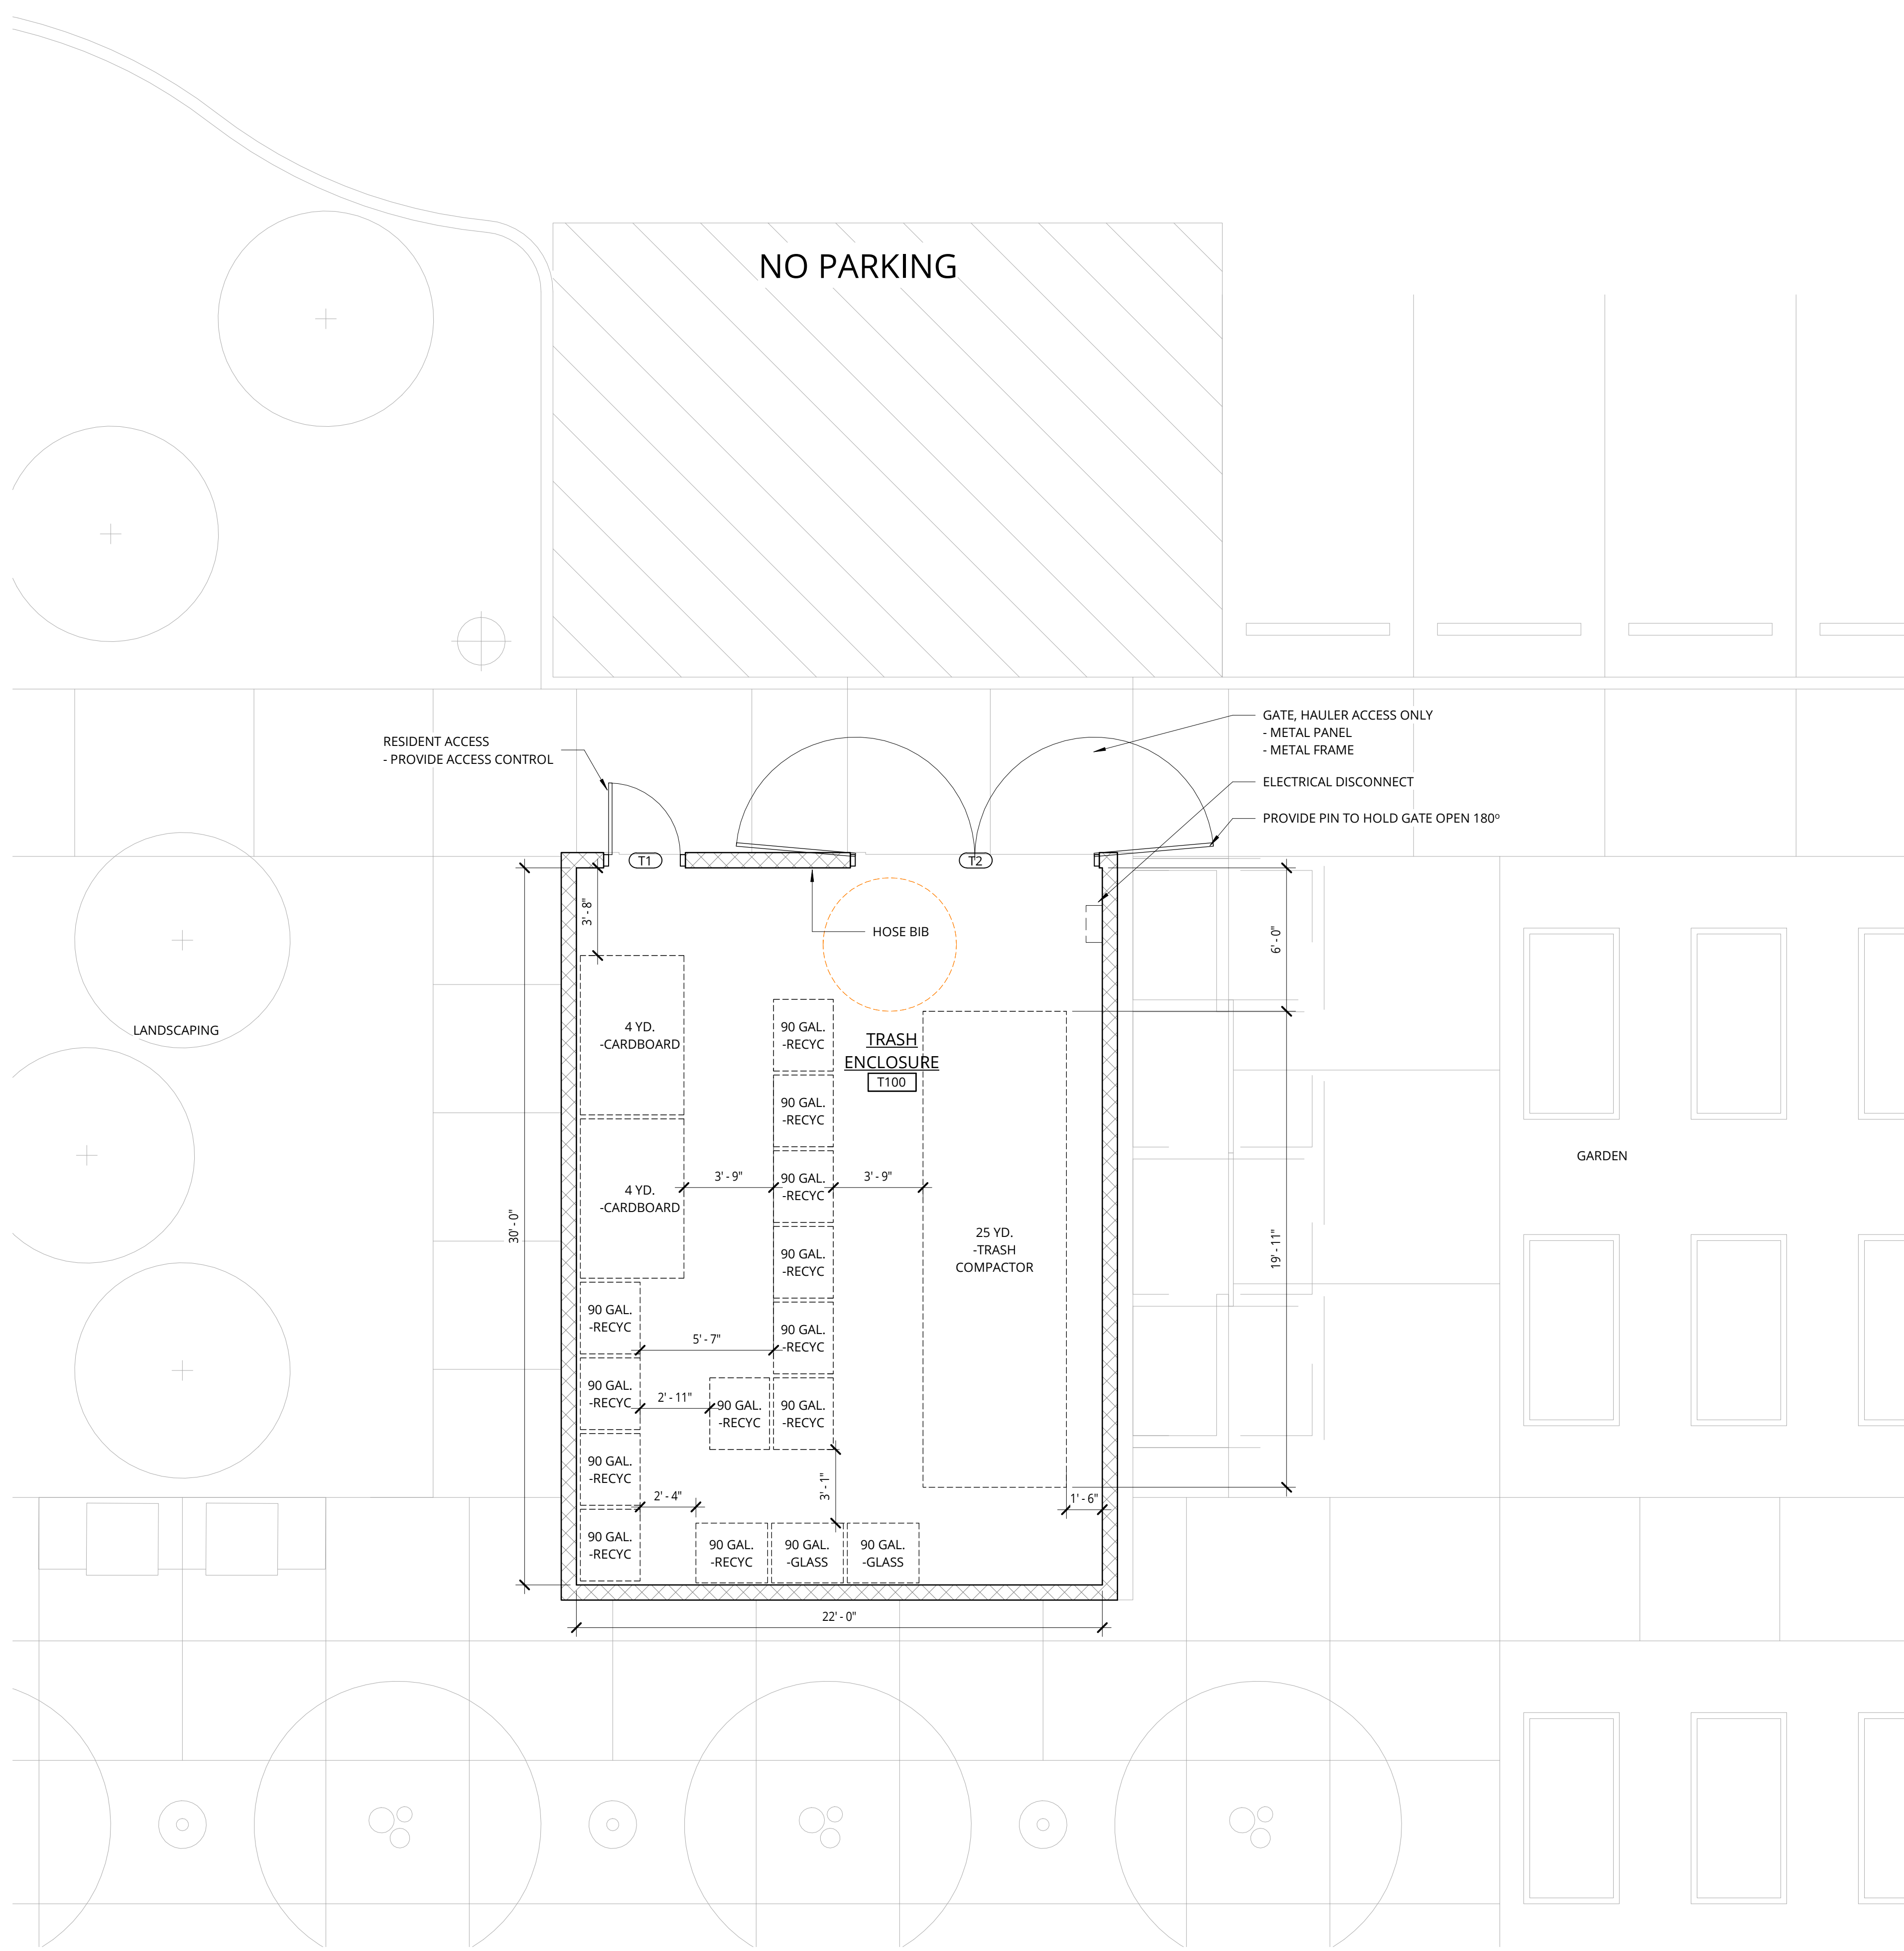 NO PARKING
GATE, HAULER ACCESS ONLY
- METAL PANEL
- METAL FRAME
RESIDENT ACCESS
- PROVIDE ACCESS CONTROL
ELECTRICAL DISCONNECT
PROVIDE PIN TO HOLD GATE OPEN 180º
T1
T2
3' - 8"
HOSE BIB
6' - 0"
LANDSCAPING
4 YD.
-CARDBOARD
90 GAL.
-RECYC
TRASH
ENCLOSURE
T100
90 GAL.
-RECYC
GARDEN
4 YD.
-CARDBOARD
3' - 9"
90 GAL.
-RECYC
3' - 9"
30' - 0"
90 GAL.
-RECYC
25 YD.
-TRASH
COMPACTOR
19' - 11"
90 GAL.
-RECYC
5' - 7"
90 GAL.
-RECYC
90 GAL.
-RECYC
2' - 11"
90 GAL.
-RECYC
90 GAL.
-RECYC
90 GAL.
-RECYC
2' - 4"
3' - 1"
1' - 6"
90 GAL.
-RECYC
90 GAL.
-RECYC
90 GAL.
-GLASS
90 GAL.
-GLASS
22' - 0"